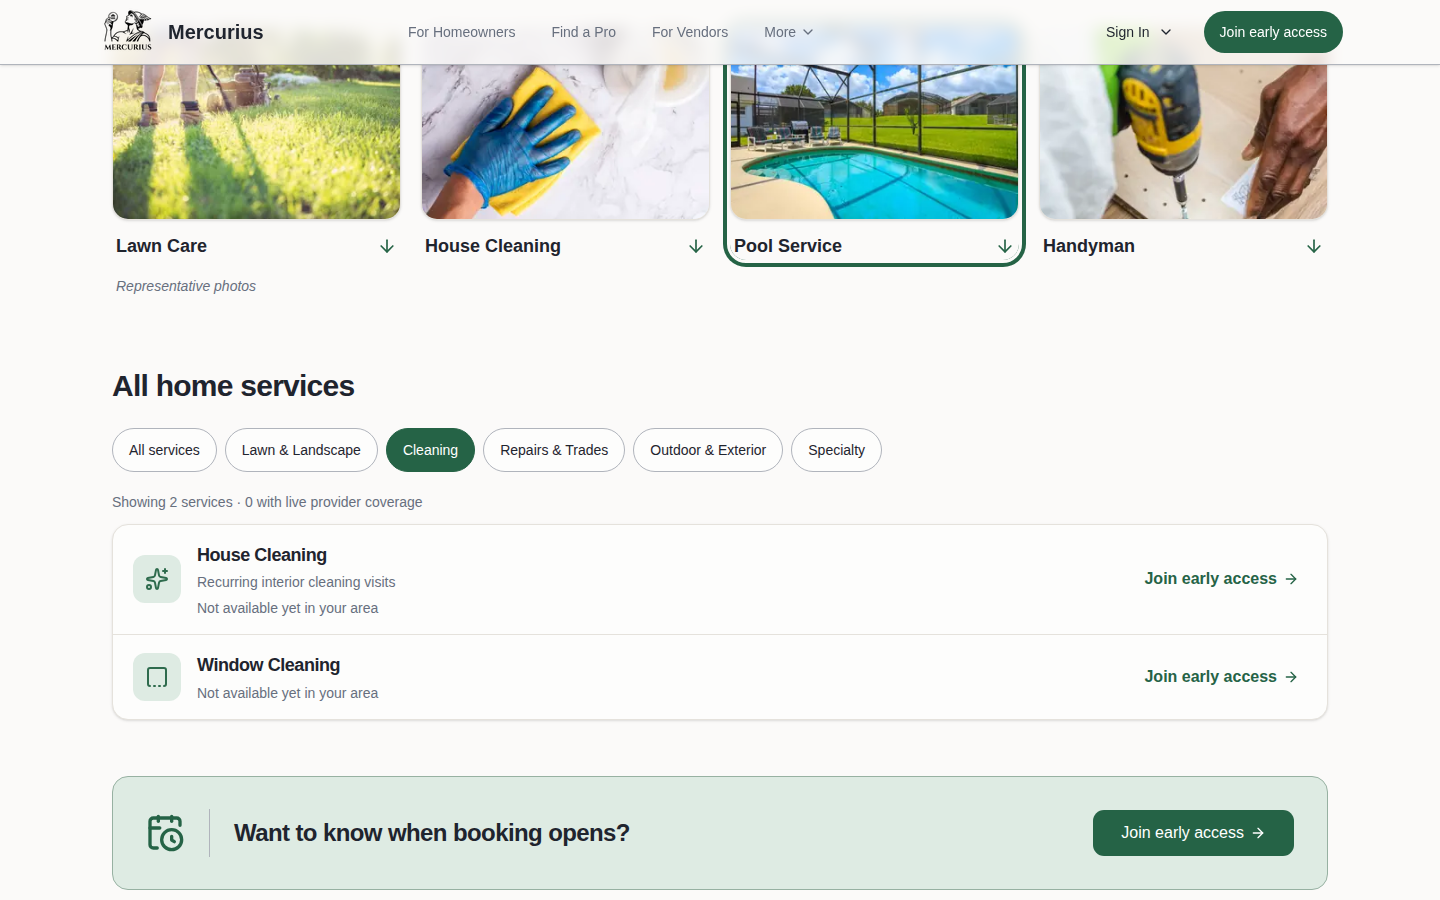 MERCURIUS
Mercurius
For Homeowners
Find a Pro
For Vendors
More
Sign In
Join early access
Lawn Care
House Cleaning
Pool Service
Handyman
Representative photos
All home services
All services
Lawn & Landscape
Cleaning
Repairs & Trades
Outdoor & Exterior
Specialty
Showing 2 services · 0 with live provider coverage
House Cleaning
Recurring interior cleaning visits
Not available yet in your area
Join early access
Window Cleaning
Not available yet in your area
Join early access
Want to know when booking opens?
Join early access